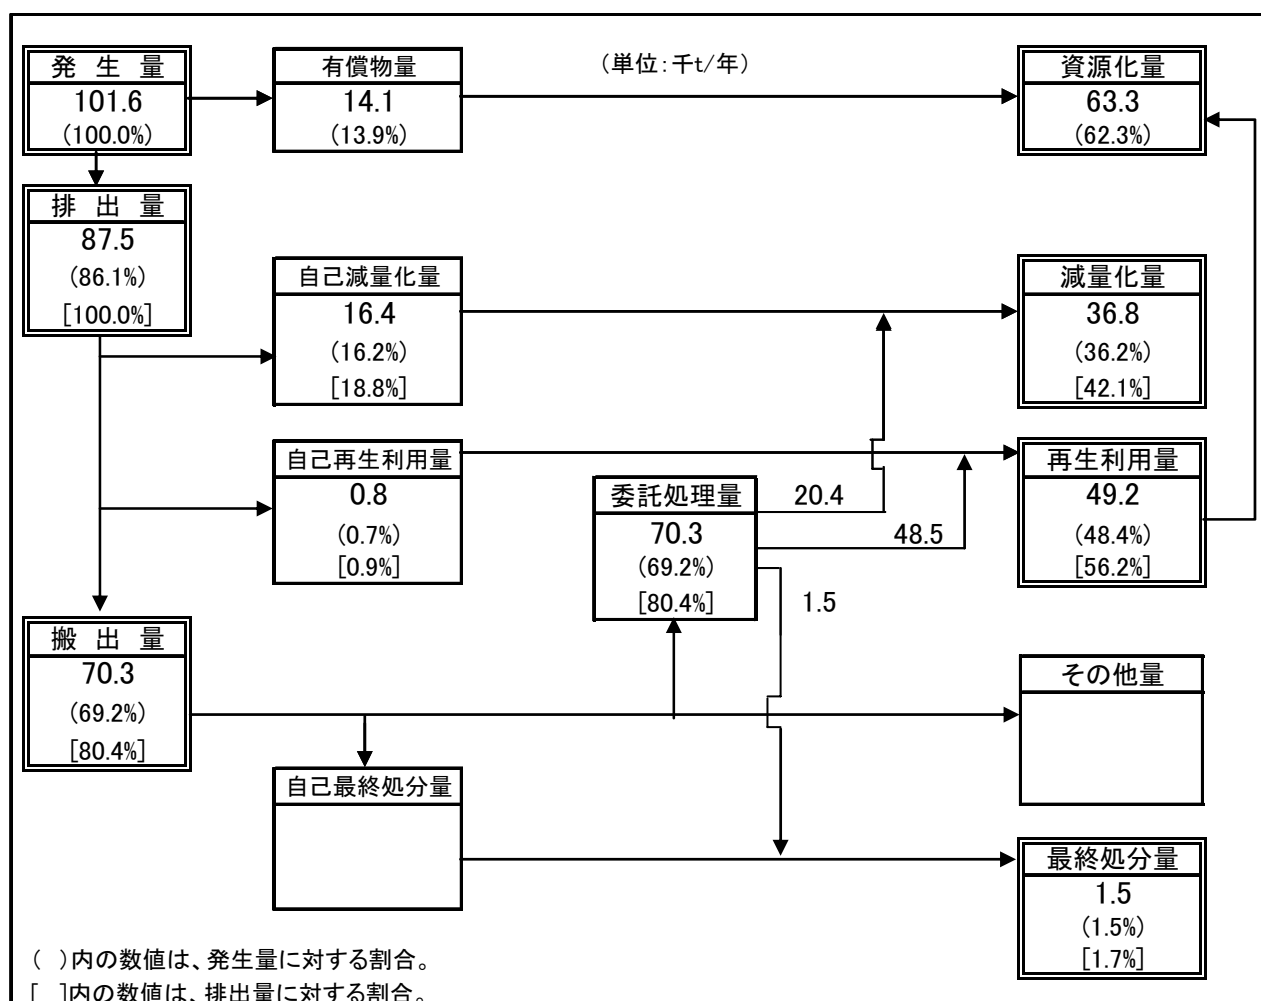 (単位:千t/年)
発 生 量
101.6
(100.0%)
有償物量
14.1
(13.9%)
資源化量
63.3
(62.3%)
排 出 量
87.5
(86.1%)
[100.0%]
自己減量化量
16.4
(16.2%)
[18.8%]
減量化量
36.8
(36.2%)
[42.1%]
自己再生利用量
0.8
(0.7%)
[0.9%]
委託処理量
70.3
(69.2%)
[80.4%]
20.4
48.5
1.5
再生利用量
49.2
(48.4%)
[56.2%]
搬 出 量
70.3
(69.2%)
[80.4%]
その他量
自己最終処分量
最終処分量
1.5
(1.5%)
[1.7%]
( )内の数値は、発生量に対する割合。
[ ]内の数値は、排出量に対する割合。